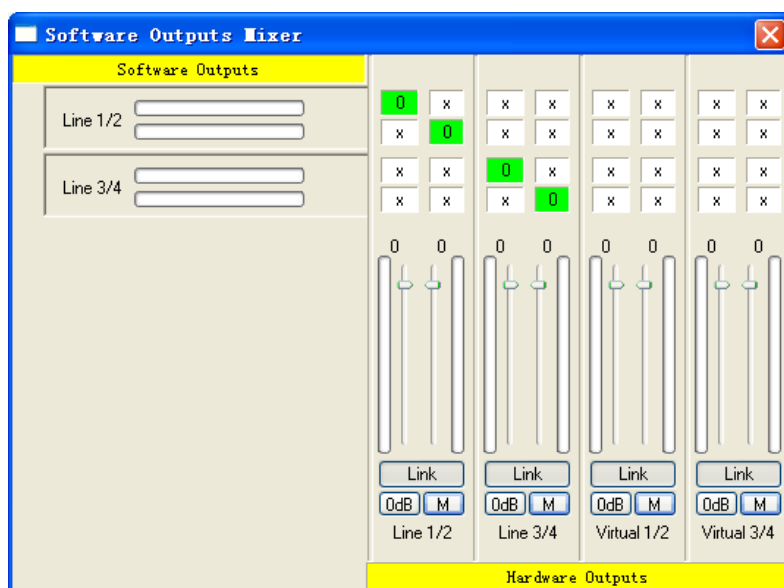 Software Outputs Mixer
Software Outputs
Line 1/2
0 x x x x x x x
x 0 x x x x x x
Line 3/4
x x 0 x x x x x
x x x 0 x x x x
0 0 0 0 0 0 0 0
Link Link Link Link
0dB M 0dB M 0dB M 0dB M
Line 1/2 Line 3/4 Virtual 1/2 Virtual 3/4
Hardware Outputs